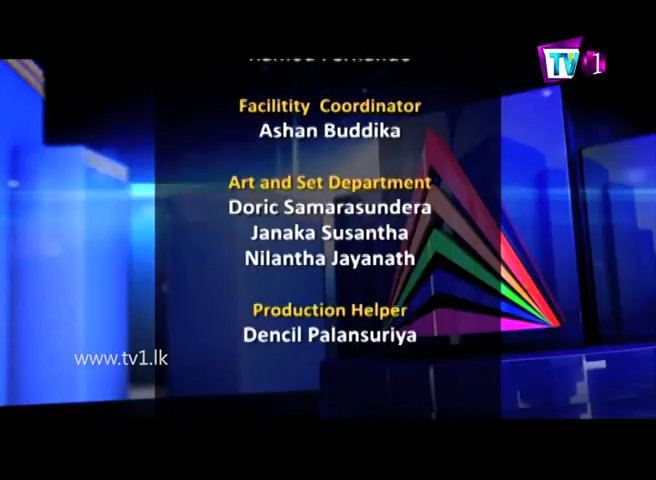 TV1
Facilitity Coordinator
Ashan Buddika
Art and Set Department
Doric Samarasundera
Janaka Susantha
Nilantha Jayanath
Production Helper
Dencil Palansuriya
www.tv1.lk